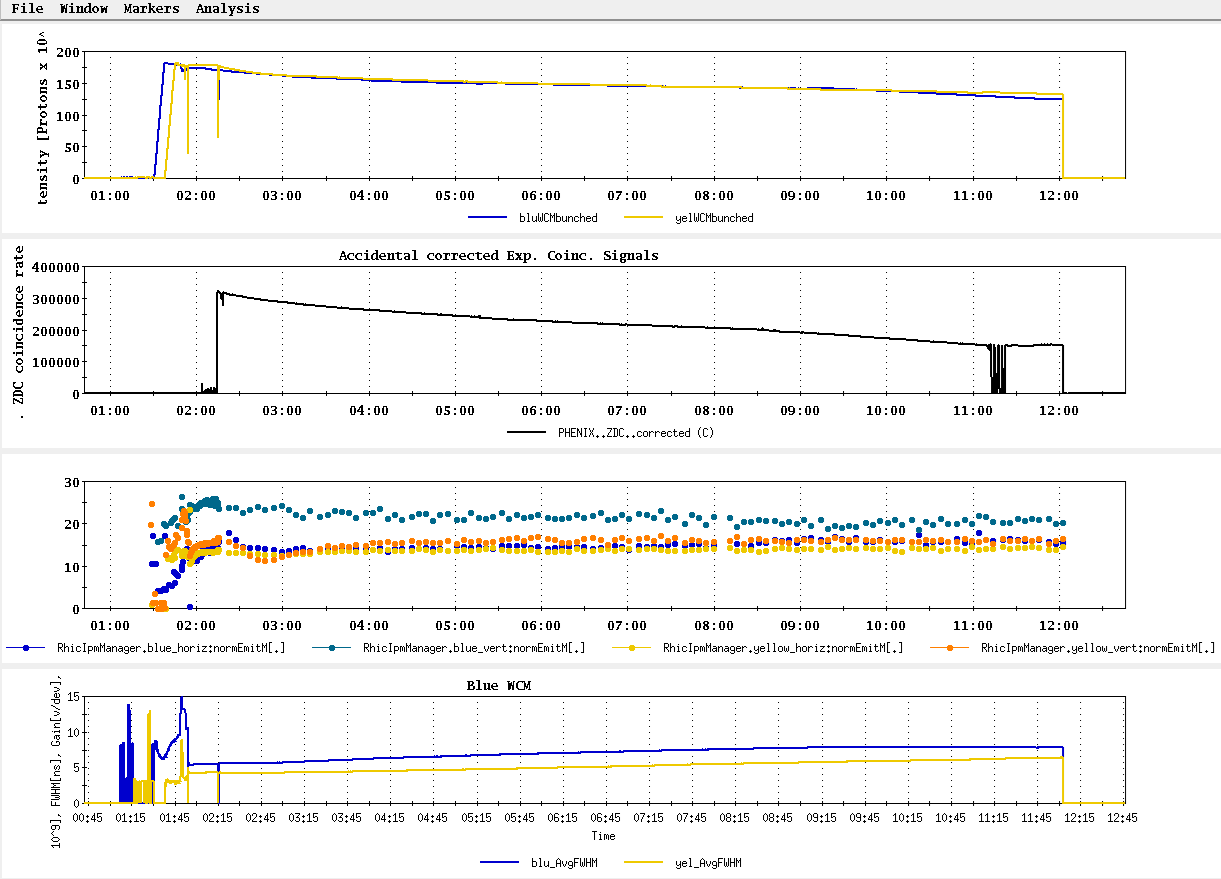 File Window Markers Analysis
tensity [Protons x 10^
200
150
100
50
0
01:00 02:00 03:00 04:00 05:00 06:00 07:00 08:00 09:00 10:00 11:00 12:00
bluWCMbunched yelWCMbunched
Accidental corrected Exp. Coinc. Signals
. ZDC coincidence rate
400000
300000
200000
100000
0
01:00 02:00 03:00 04:00 05:00 06:00 07:00 08:00 09:00 10:00 11:00 12:00
PHENIX..ZDC..corrected (C)
30
20
10
0
01:00 02:00 03:00 04:00 05:00 06:00 07:00 08:00 09:00 10:00 11:00 12:00
RhicIpmManager.blue_horiz:normEmitM[.] RhicIpmManager.blue_vert:normEmitM[.] RhicIpmManager.yellow_horiz:normEmitM[.] RhicIpmManager.yellow_vert:normEmitM[.]
Blue WCM
10^9], FWHM[ns], Gain[v/dev],
15
10
5
0
00:45 01:15 01:45 02:15 02:45 03:15 03:45 04:15 04:45 05:15 05:45 06:15 06:45 07:15 07:45 08:15 08:45 09:15 09:45 10:15 10:45 11:15 11:45 12:15 12:45
Time
blu_AvgFWHM yel_AvgFWHM